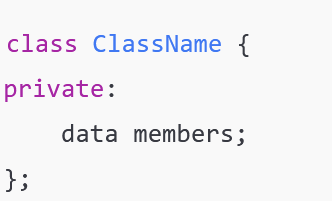 class ClassName {
private:
    data members;
};